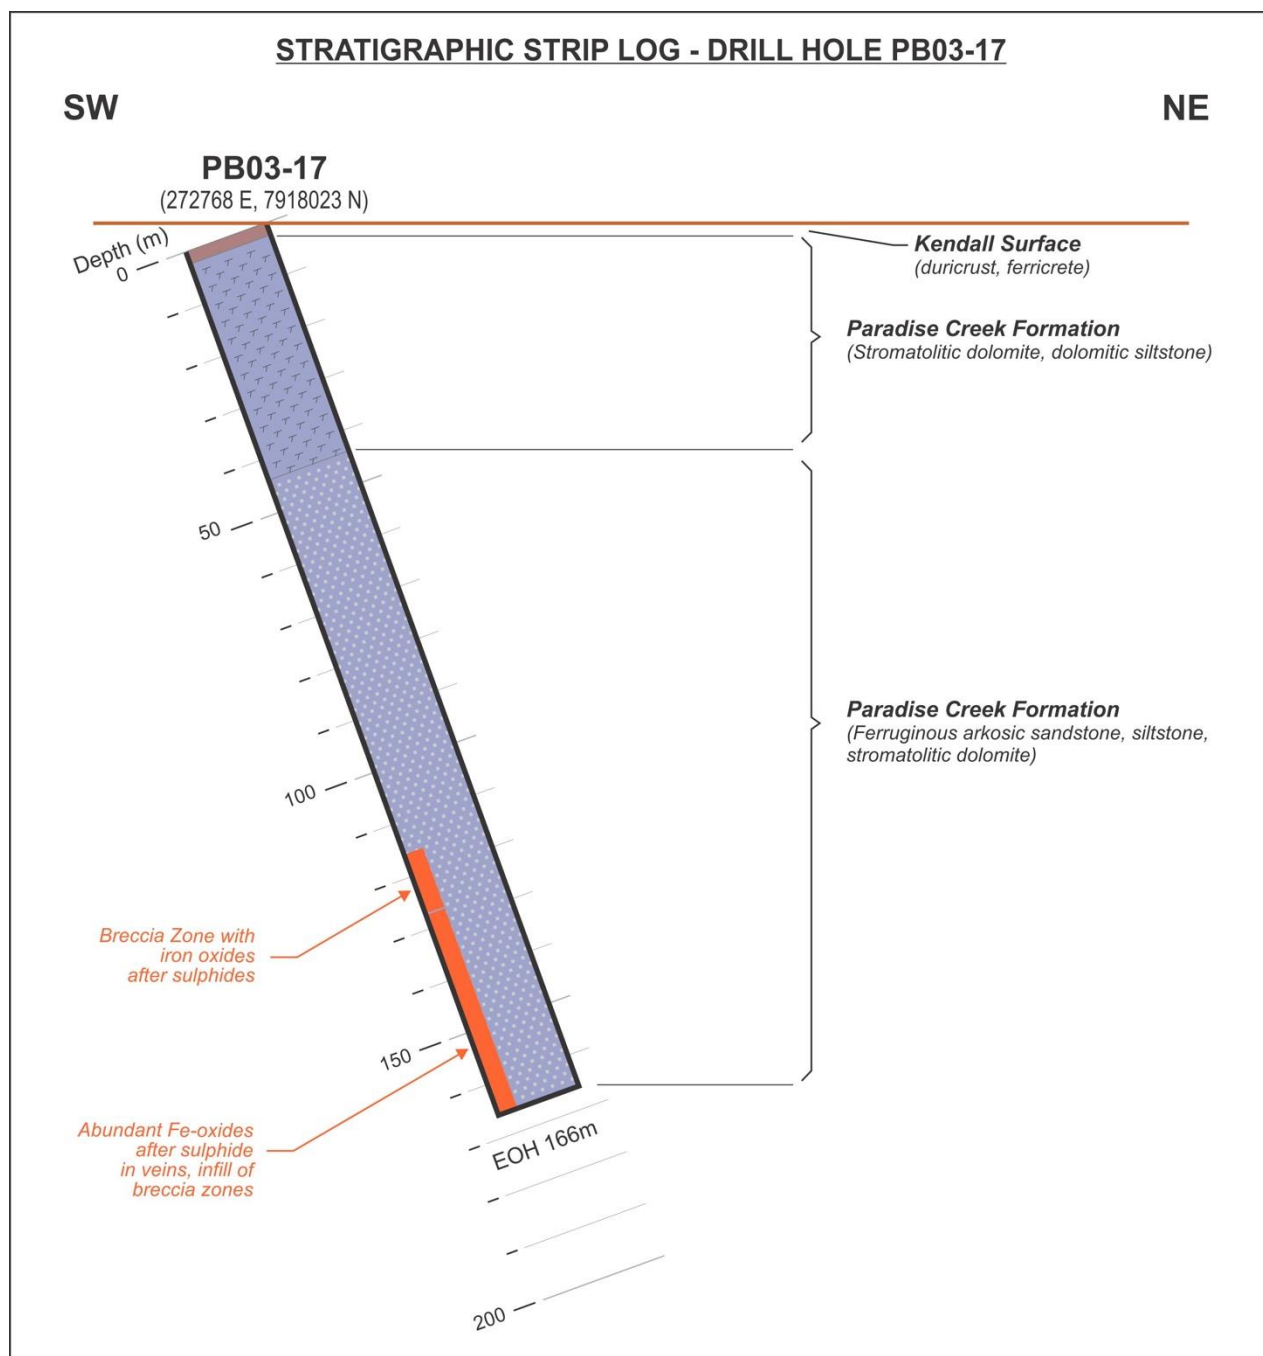 STRATIGRAPHIC STRIP LOG - DRILL HOLE PB03-17
SW
NE
PB03-17
(272768 E, 7918023 N)
Depth (m)
0
Kendall Surface
(duricrust, ferricrete)
Paradise Creek Formation
(Stromatolitic dolomite, dolomitic siltstone)
50
Paradise Creek Formation
(Ferruginous arkosic sandstone, siltstone,
stromatolitic dolomite)
100
Breccia Zone with
iron oxides
after sulphides
150
Abundant Fe-oxides
after sulphide
in veins, infill of
breccia zones
EOH 166m
200